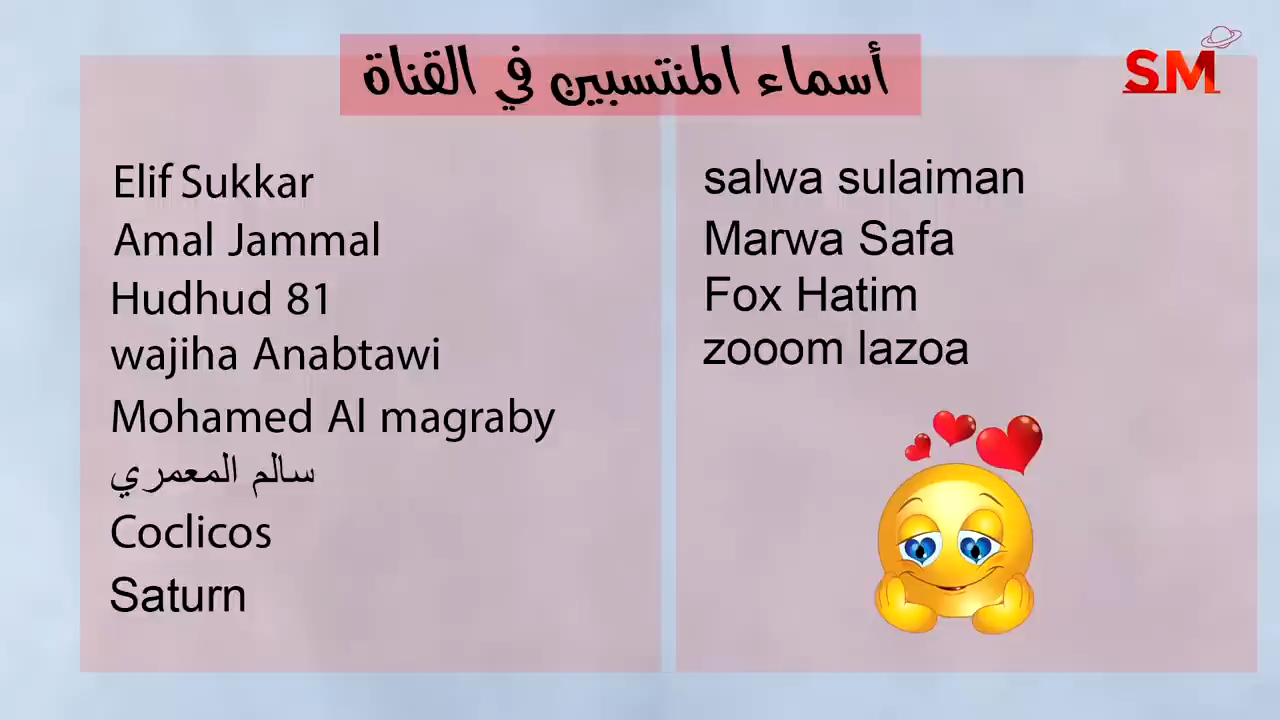 أسماء المنتسبين في القناة
SM
Elif Sukkar
Amal Jammal
Hudhud 81
wajiha Anabtawi
Mohamed Al magraby
سالم المعمري
Coclicos
Saturn
salwa sulaiman
Marwa Safa
Fox Hatim
zooom lazoa